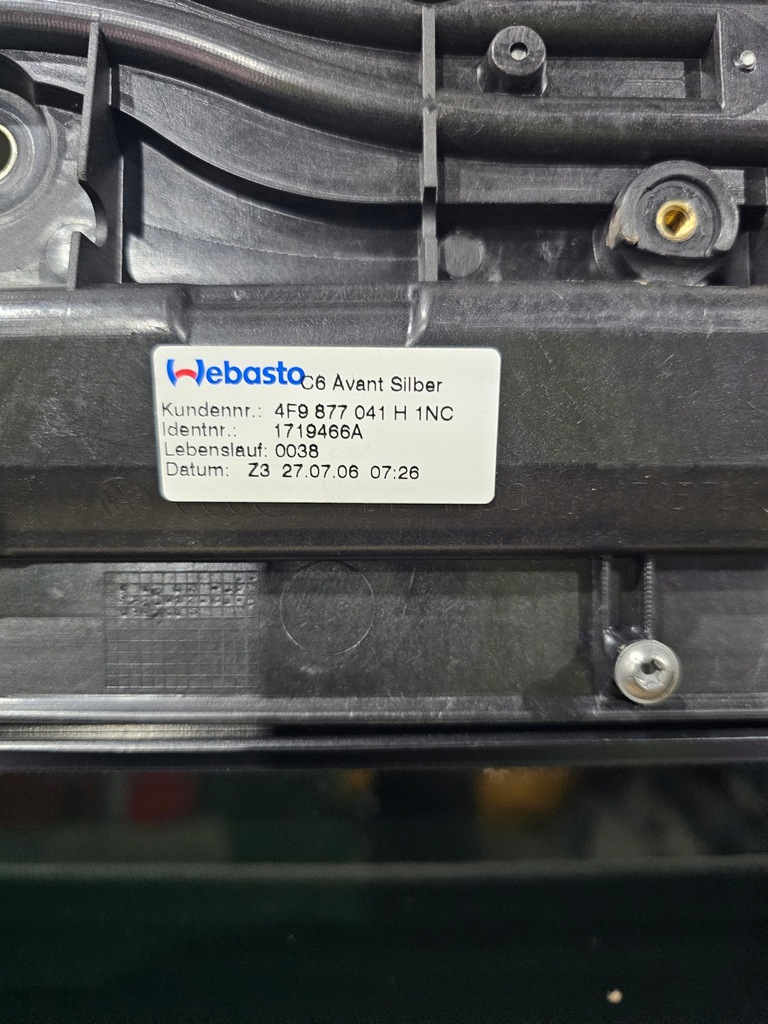 Webasto C6 Avant Silber
Kundennr.: 4F9 877 041 H 1NC
Identnr.: 1719466A
Lebenslauf: 0038
Datum: Z3 27.07.06 07:26